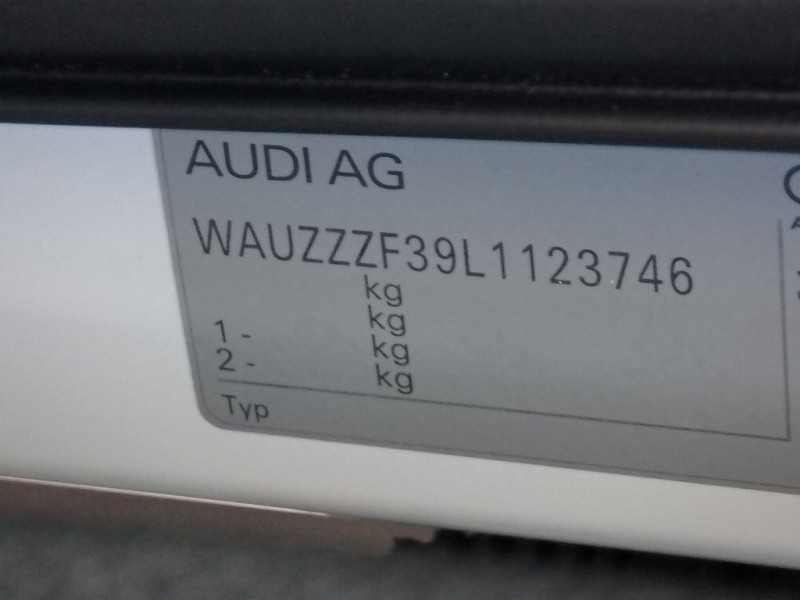 AUDI AG
WAUZZZF39L1123746
kg
kg
1 - kg
2 - kg
Typ